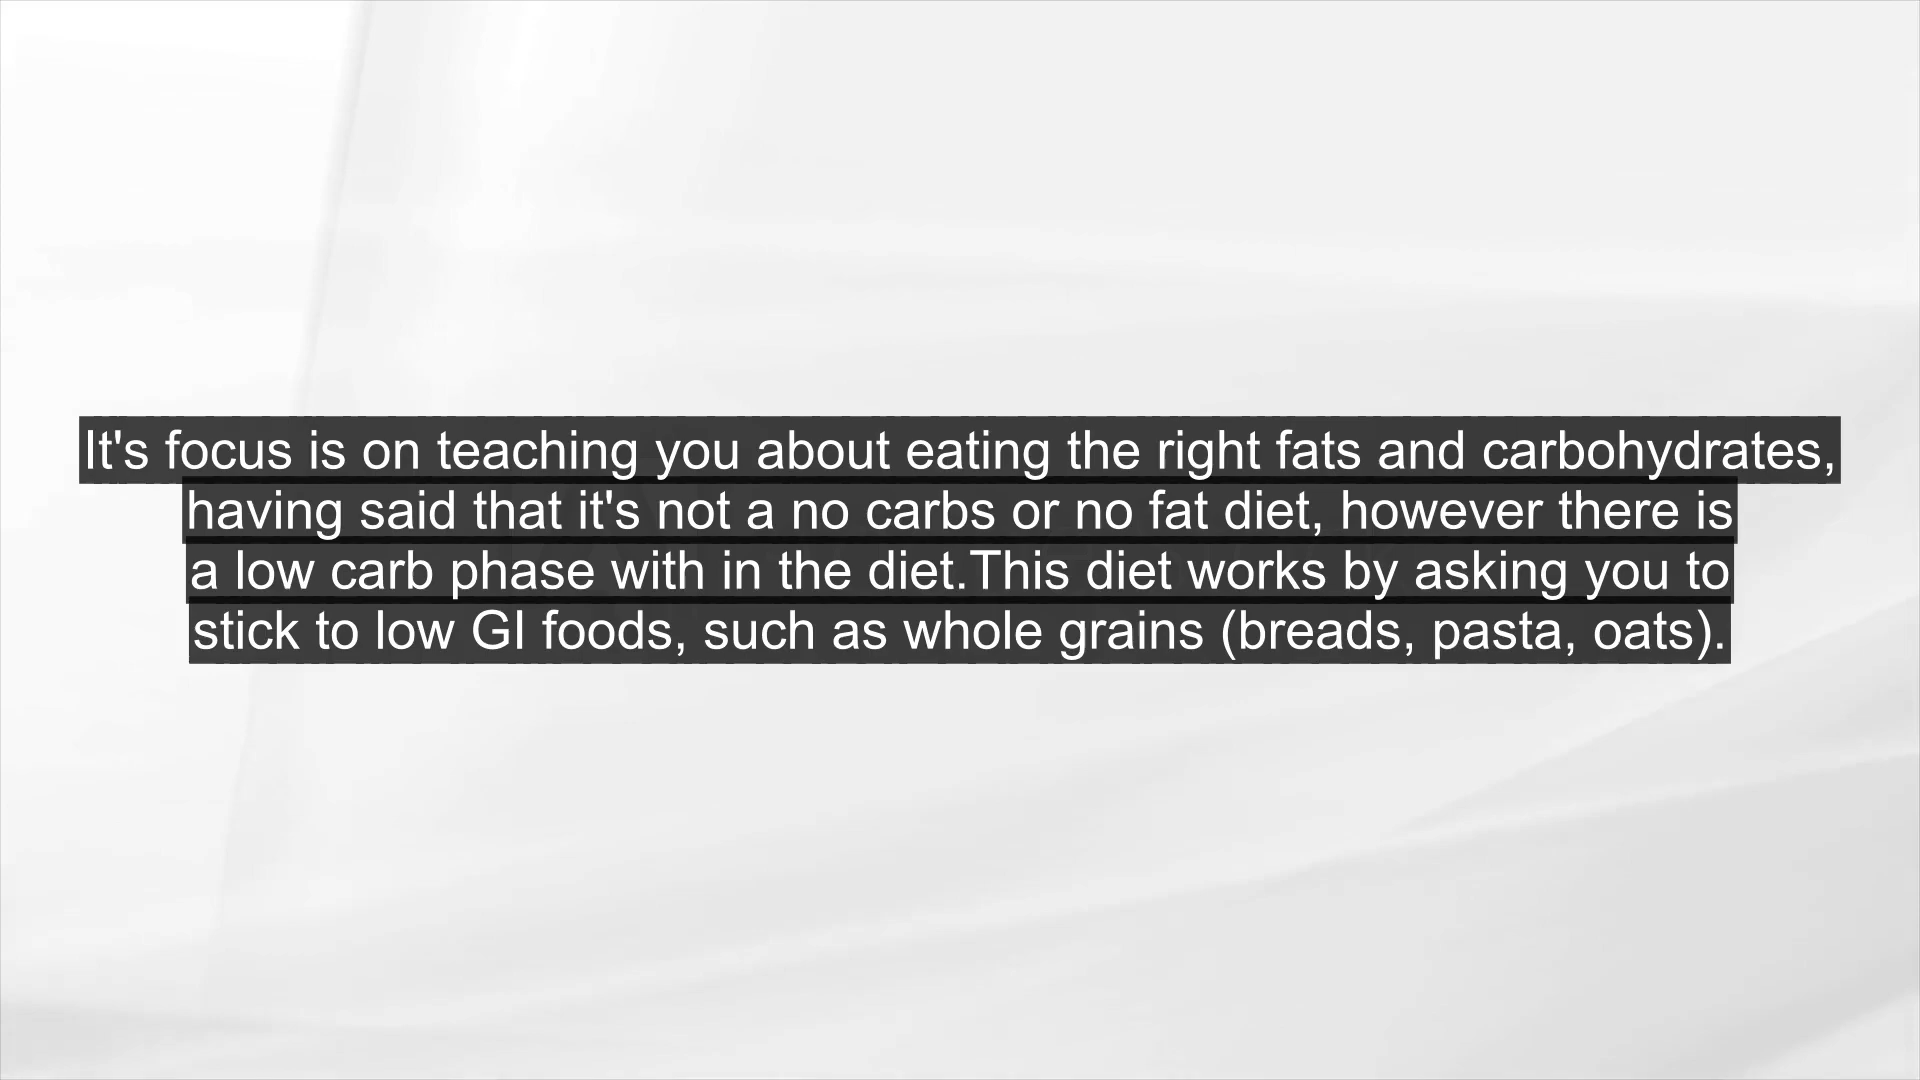 It's focus is on teaching you about eating the right fats and carbohydrates,
having said that it's not a no carbs or no fat diet, however there is
a low carb phase with in the diet.This diet works by asking you to
stick to low GI foods, such as whole grains (breads, pasta, oats).